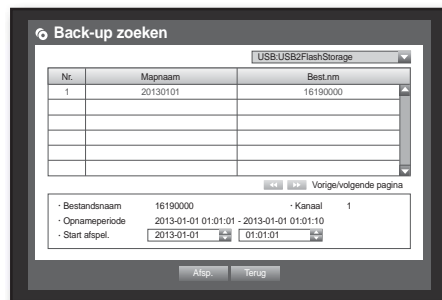 Back-up zoeken
USB:USB2FlashStorage
Nr. Mapnaam Best.nm
1 20130101 16190000
Vorige/volgende pagina
· Bestandsnaam 16190000 · Kanaal 1
· Opnameperiode 2013-01-01 01:01:01 - 2013-01-01 01:01:10
· Start afspel. 2013-01-01 01:01:01
Afsp. Terug